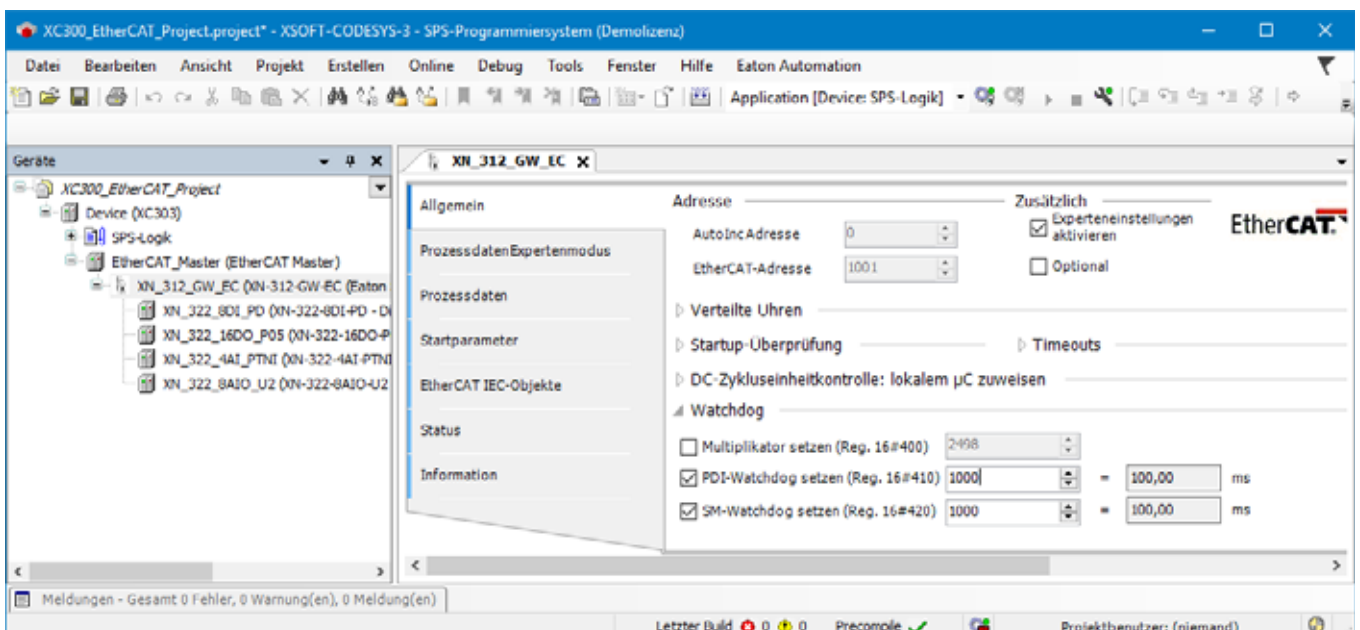 XC300_EtherCAT_Project.project* - XSOFT-CODESYS-3 - SPS-Programmiersystem (Demolizenz)
Datei Bearbeiten Ansicht Projekt Erstellen Online Debug Tools Fenster Hilfe Eaton Automation
Application [Device: SPS-Logik]
Geräte
XC300_EtherCAT_Project
Device (XC303)
SPS-Logik
EtherCAT_Master (EtherCAT Master)
XN_312_GW_EC (XN-312-GW-EC (Eaton
XN_322_8DI_PD (XN-322-8DI-PD - Di
XN_322_16DO_P05 (XN-322-16DO-P
XN_322_4AI_PTNI (XN-322-4AI-PTNI
XN_322_8AIO_U2 (XN-322-8AIO-U2
XN_312_GW_EC
Allgemein
ProzessdatenExpertenmodus
Prozessdaten
Startparameter
EtherCAT IEC-Objekte
Status
Information
Adresse
AutoIncAdresse 0
EtherCAT-Adresse 1001
Zusätzlich
Experteneinstellungen
aktivieren
Optional
EtherCAT.
Verteilte Uhren
Startup-Überprüfung
Timeouts
DC-Zykluseinheitkontrolle: lokalem µC zuweisen
Watchdog
Multiplikator setzen (Reg. 16#400) 2498
PDI-Watchdog setzen (Reg. 16#410) 1000 = 100,00 ms
SM-Watchdog setzen (Reg. 16#420) 1000 = 100,00 ms
Meldungen - Gesamt 0 Fehler, 0 Warnung(en), 0 Meldung(en)
Letzter Build 0 0 Precompile Projektbenutzer: (niemand)